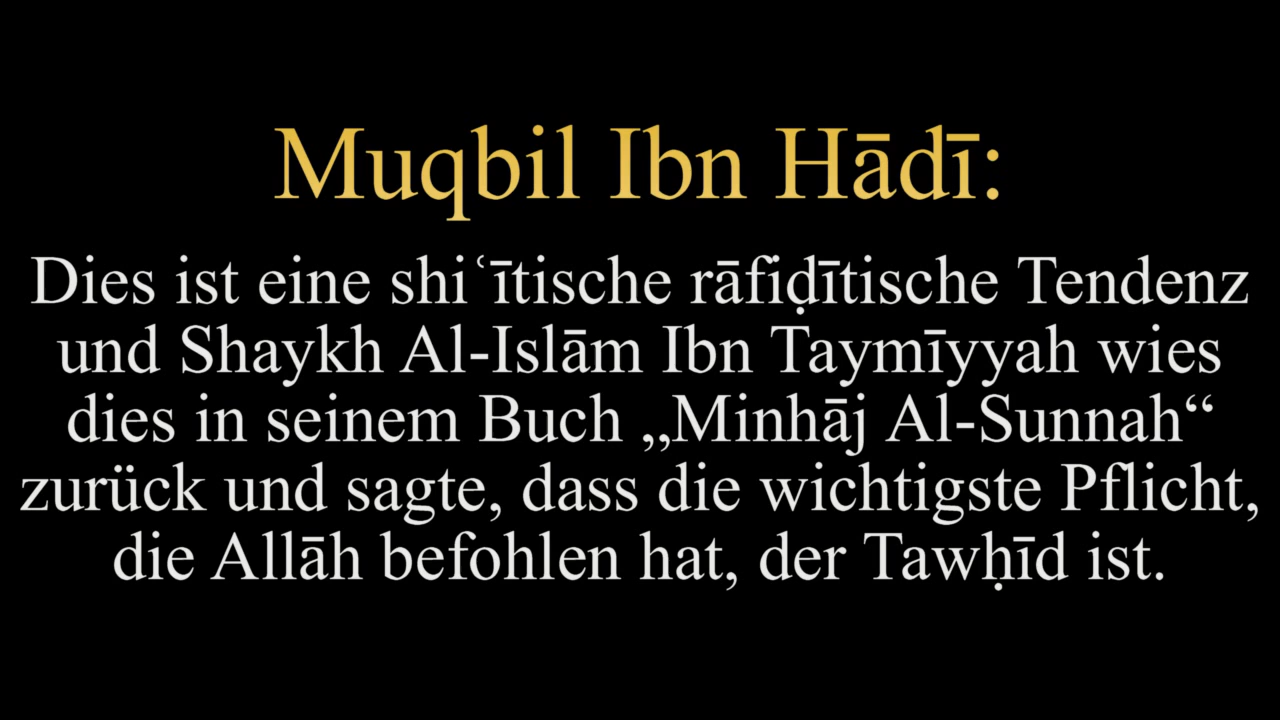 Muqbil Ibn Hādī:
Dies ist eine shiʿītische rāfiḍītische Tendenz
und Shaykh Al-Islām Ibn Taymīyyah wies
dies in seinem Buch „Minhāj Al-Sunnah“
zurück und sagte, dass die wichtigste Pflicht,
die Allāh befohlen hat, der Tawḥīd ist.